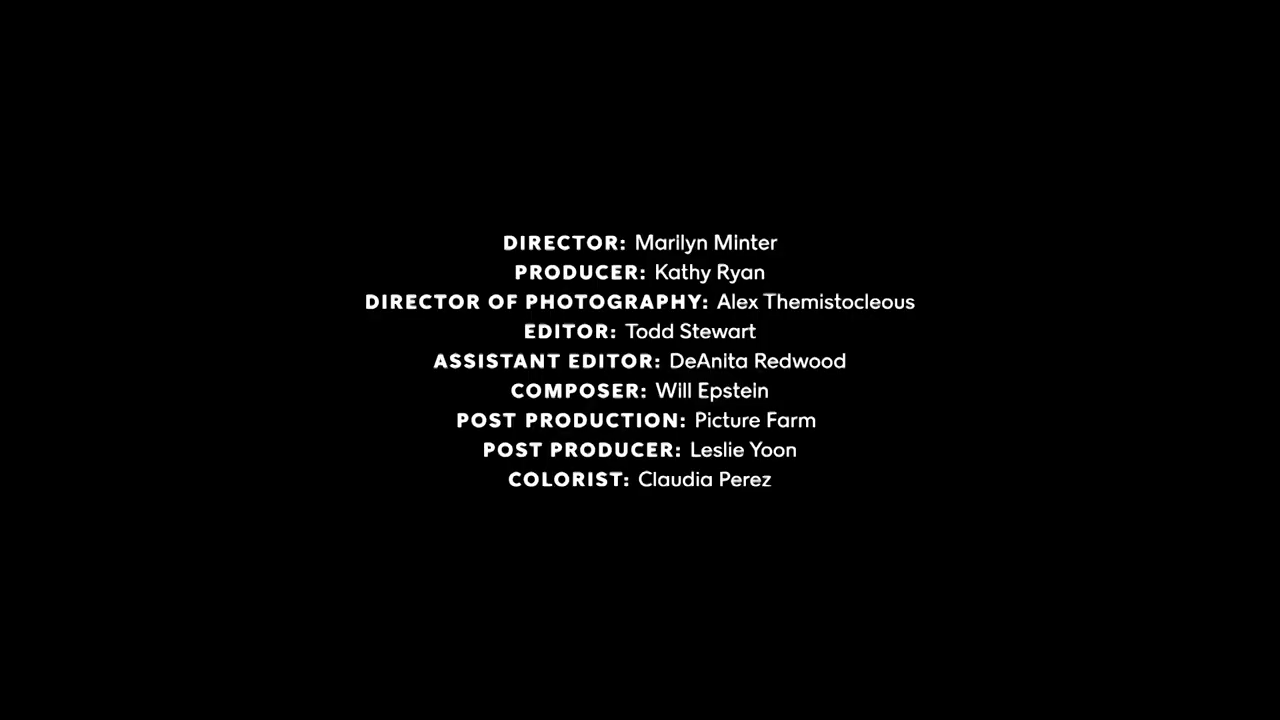 DIRECTOR: Marilyn Minter
PRODUCER: Kathy Ryan
DIRECTOR OF PHOTOGRAPHY: Alex Themistocleous
EDITOR: Todd Stewart
ASSISTANT EDITOR: DeAnita Redwood
COMPOSER: Will Epstein
POST PRODUCTION: Picture Farm
POST PRODUCER: Leslie Yoon
COLORIST: Claudia Perez